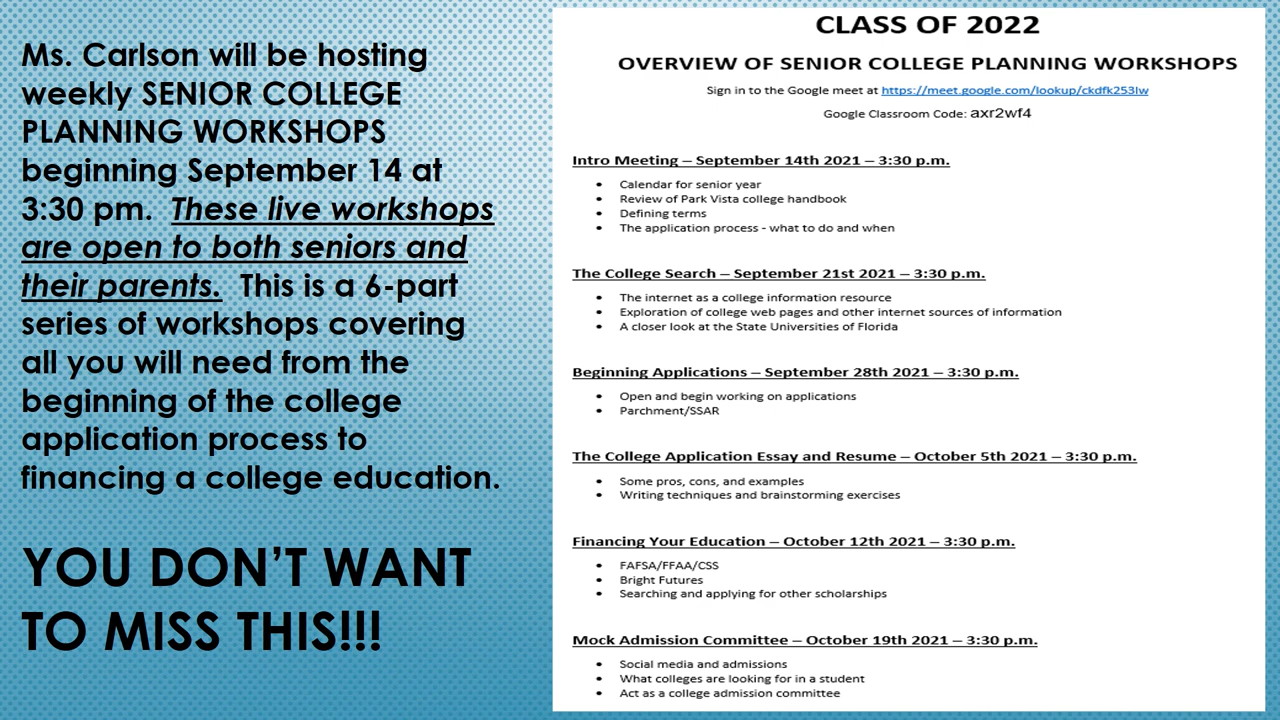 Ms. Carlson will be hosting
weekly SENIOR COLLEGE
PLANNING WORKSHOPS
beginning September 14 at
3:30 pm. These live workshops
are open to both seniors and
their parents. This is a 6-part
series of workshops covering
all you will need from the
beginning of the college
application process to
financing a college education.
YOU DON'T WANT
TO MISS THIS!!!
CLASS OF 2022
OVERVIEW OF SENIOR COLLEGE PLANNING WORKSHOPS
Sign in to the Google meet at https://meet.google.com/lookup/ckdfk253lw
Google Classroom Code: axr2wf4
Intro Meeting – September 14th 2021 – 3:30 p.m.
• Calendar for senior year
• Review of Park Vista college handbook
• Defining terms
• The application process - what to do and when
The College Search – September 21st 2021 – 3:30 p.m.
• The internet as a college information resource
• Exploration of college web pages and other internet sources of information
• A closer look at the State Universities of Florida
Beginning Applications – September 28th 2021 – 3:30 p.m.
• Open and begin working on applications
• Parchment/SSAR
The College Application Essay and Resume – October 5th 2021 – 3:30 p.m.
• Some pros, cons, and examples
• Writing techniques and brainstorming exercises
Financing Your Education – October 12th 2021 – 3:30 p.m.
• FAFSA/FFAA/CSS
• Bright Futures
• Searching and applying for other scholarships
Mock Admission Committee – October 19th 2021 – 3:30 p.m.
• Social media and admissions
• What colleges are looking for in a student
• Act as a college admission committee